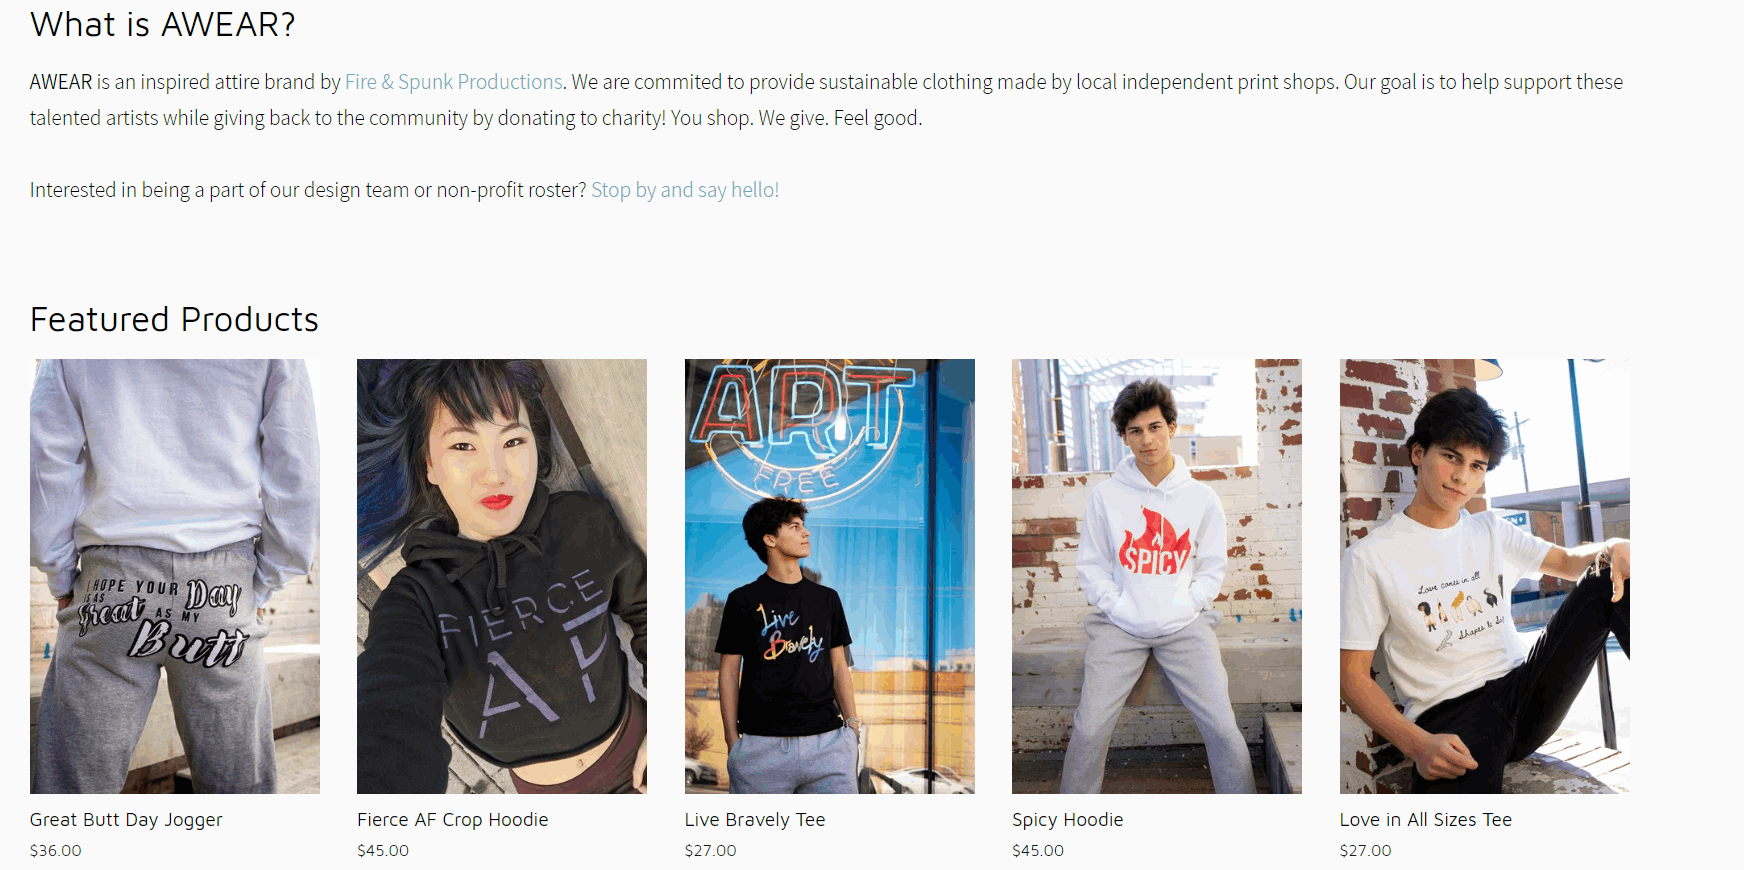 What is AWEAR?
AWEAR is an inspired attire brand by Fire & Spunk Productions. We are commited to provide sustainable clothing made by local independent print shops. Our goal is to help support these
talented artists while giving back to the community by donating to charity! You shop. We give. Feel good.
Interested in being a part of our design team or non-profit roster? Stop by and say hello!
Featured Products
I HOPE YOUR Day
IS AS
Great AS MY
Butt
FIERCE
AF
ART
FREE
Live
Bravely
SPICY
Love comes in all
Shapes &
Great Butt Day Jogger
$36.00
Fierce AF Crop Hoodie
$45.00
Live Bravely Tee
$27.00
Spicy Hoodie
$45.00
Love in All Sizes Tee
$27.00